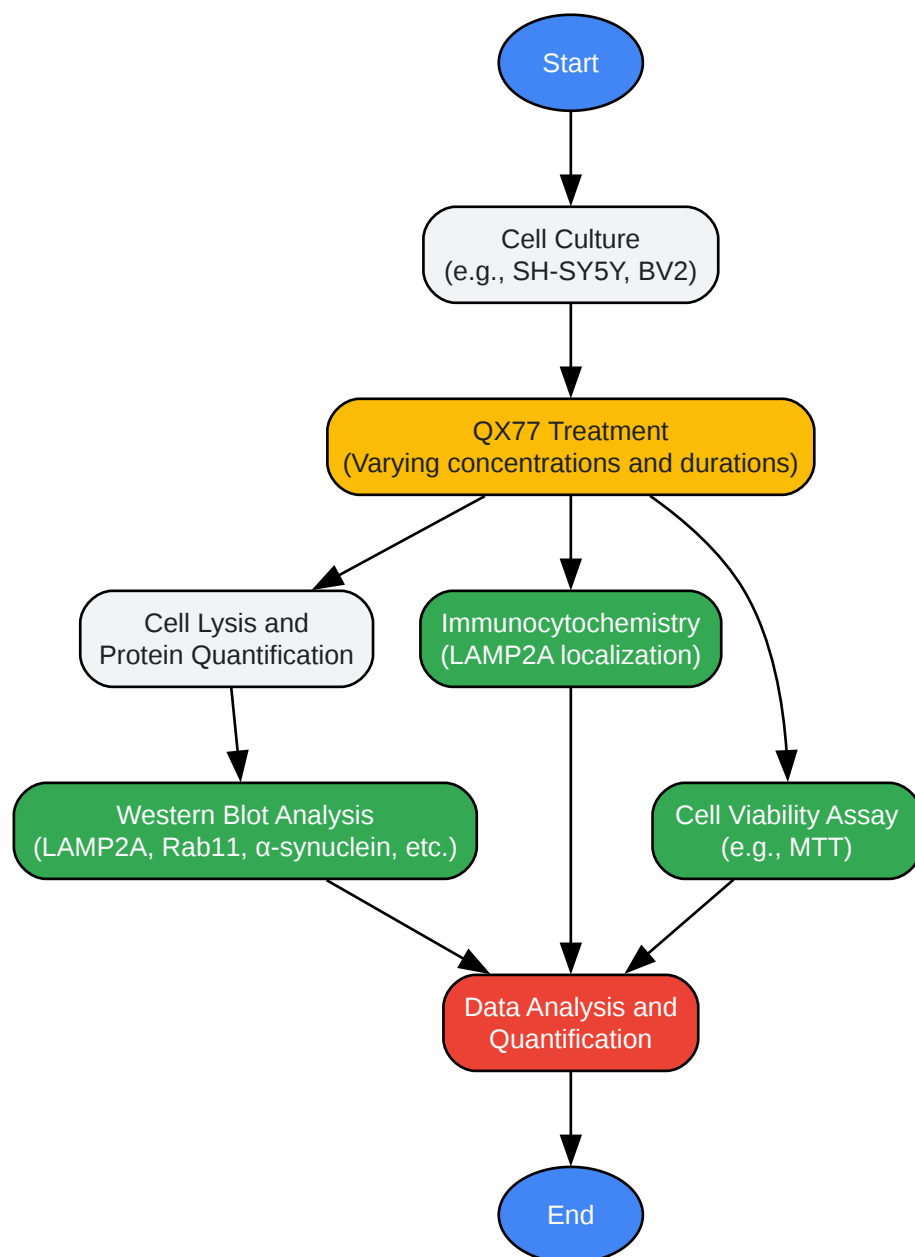 Start
Cell Culture
(e.g., SH-SY5Y, BV2)
QX77 Treatment
(Varying concentrations and durations)
Cell Lysis and
Protein Quantification
Immunocytochemistry
(LAMP2A localization)
Western Blot Analysis
(LAMP2A, Rab11, α-synuclein, etc.)
Cell Viability Assay
(e.g., MTT)
Data Analysis and
Quantification
End